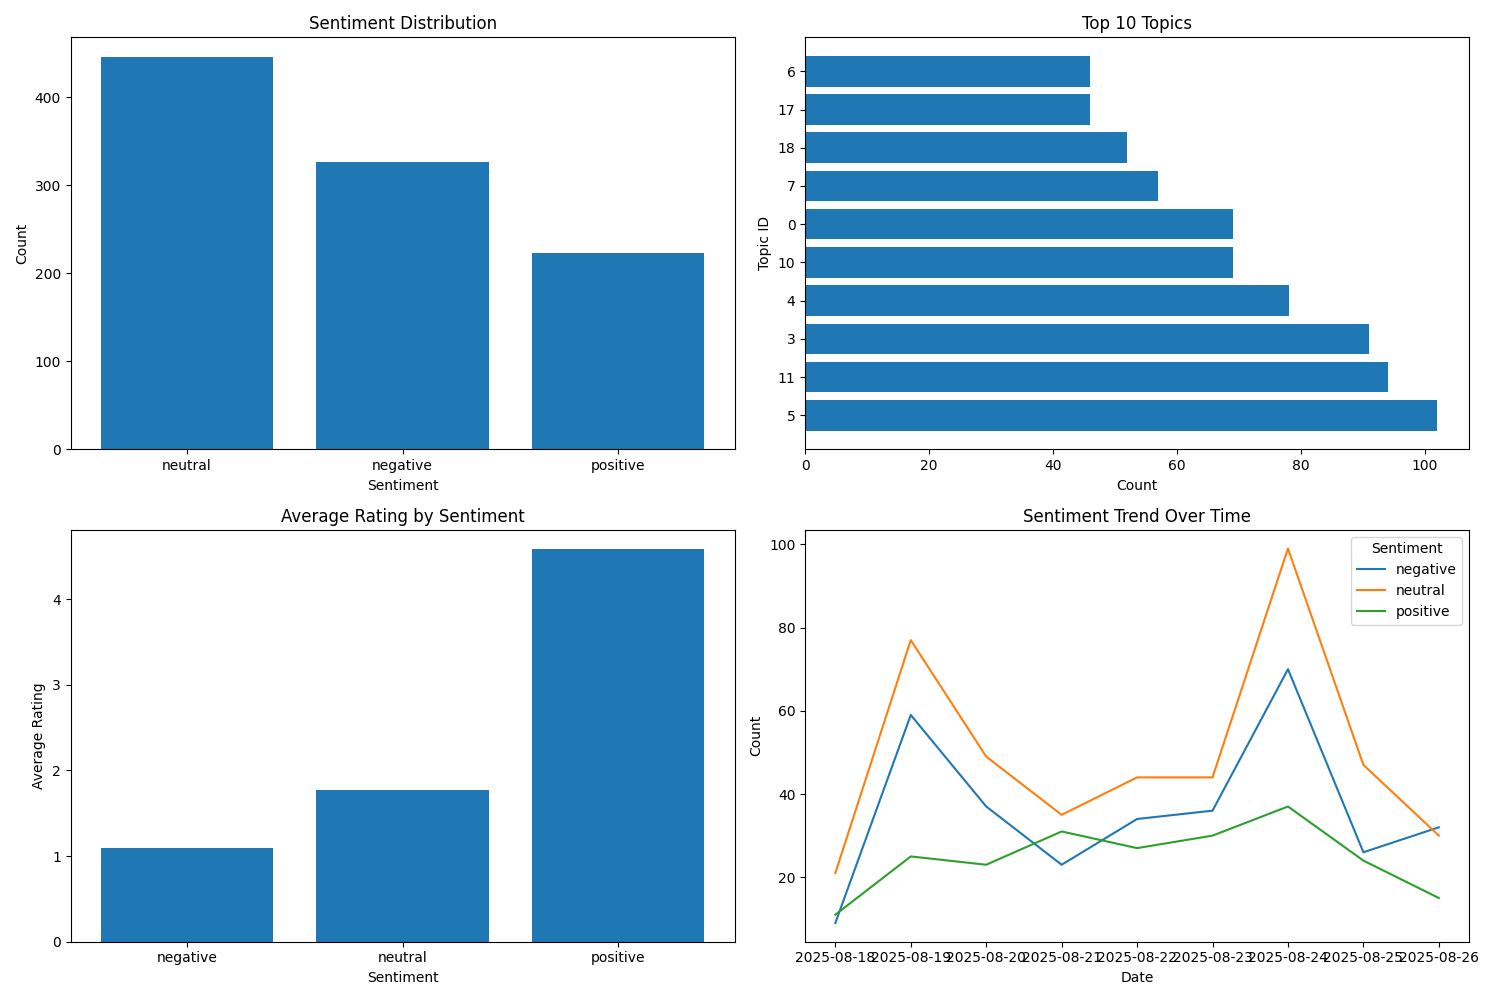 Sentiment Distribution
Count
400
300
200
100
0
neutral
negative
positive
Sentiment
Top 10 Topics
Topic ID
6
17
18
7
0
10
4
3
11
5
0
20
40
60
80
100
Count
Average Rating by Sentiment
Average Rating
4
3
2
1
0
negative
neutral
positive
Sentiment
Sentiment Trend Over Time
Sentiment
negative
neutral
positive
Count
100
80
60
40
20
2025-08-18
2025-08-19
2025-08-20
2025-08-21
2025-08-22
2025-08-23
2025-08-24
2025-08-25
2025-08-26
Date